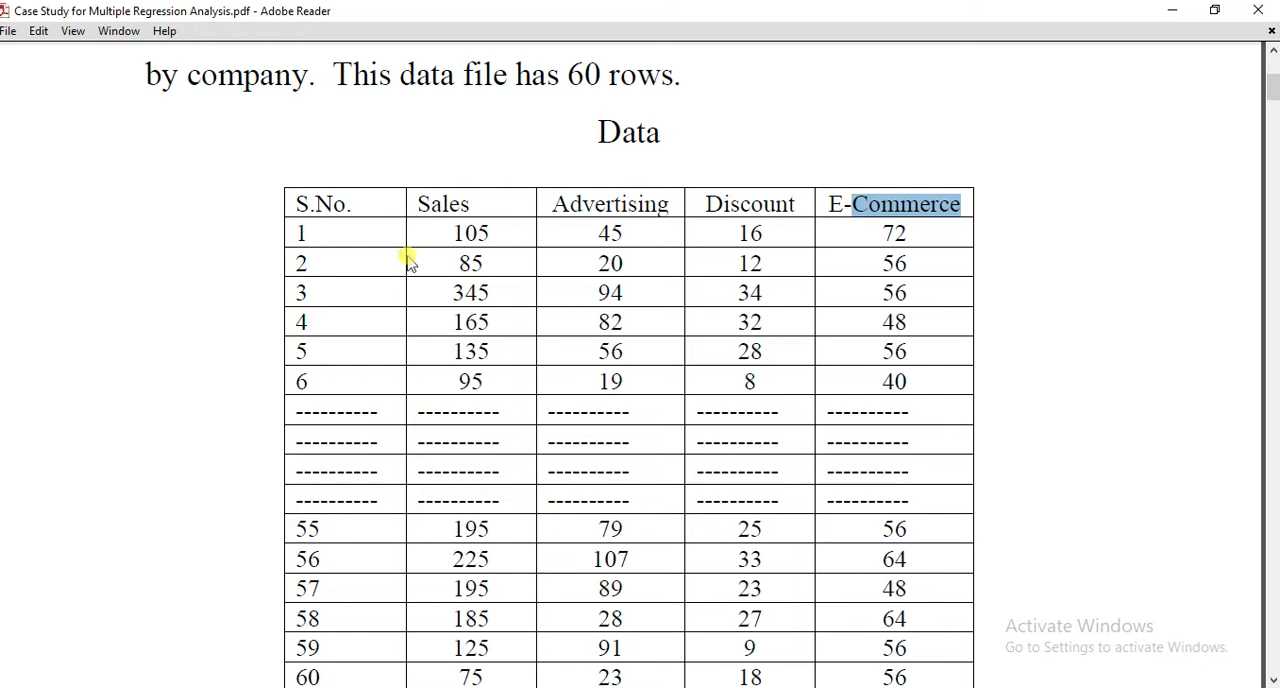 Case Study for Multiple Regression Analysis.pdf - Adobe Reader
File Edit View Window Help
by company. This data file has 60 rows.
Data
S.No. Sales Advertising Discount E-Commerce
1 105 45 16 72
2 85 20 12 56
3 345 94 34 56
4 165 82 32 48
5 135 56 28 56
6 95 19 8 40
---------- ---------- ---------- ---------- ----------
---------- ---------- ---------- ---------- ----------
---------- ---------- ---------- ---------- ----------
---------- ---------- ---------- ---------- ----------
55 195 79 25 56
56 225 107 33 64
57 195 89 23 48
58 185 28 27 64
59 125 91 9 56
60 75 23 18 56
Activate Windows
Go to Settings to activate Windows.